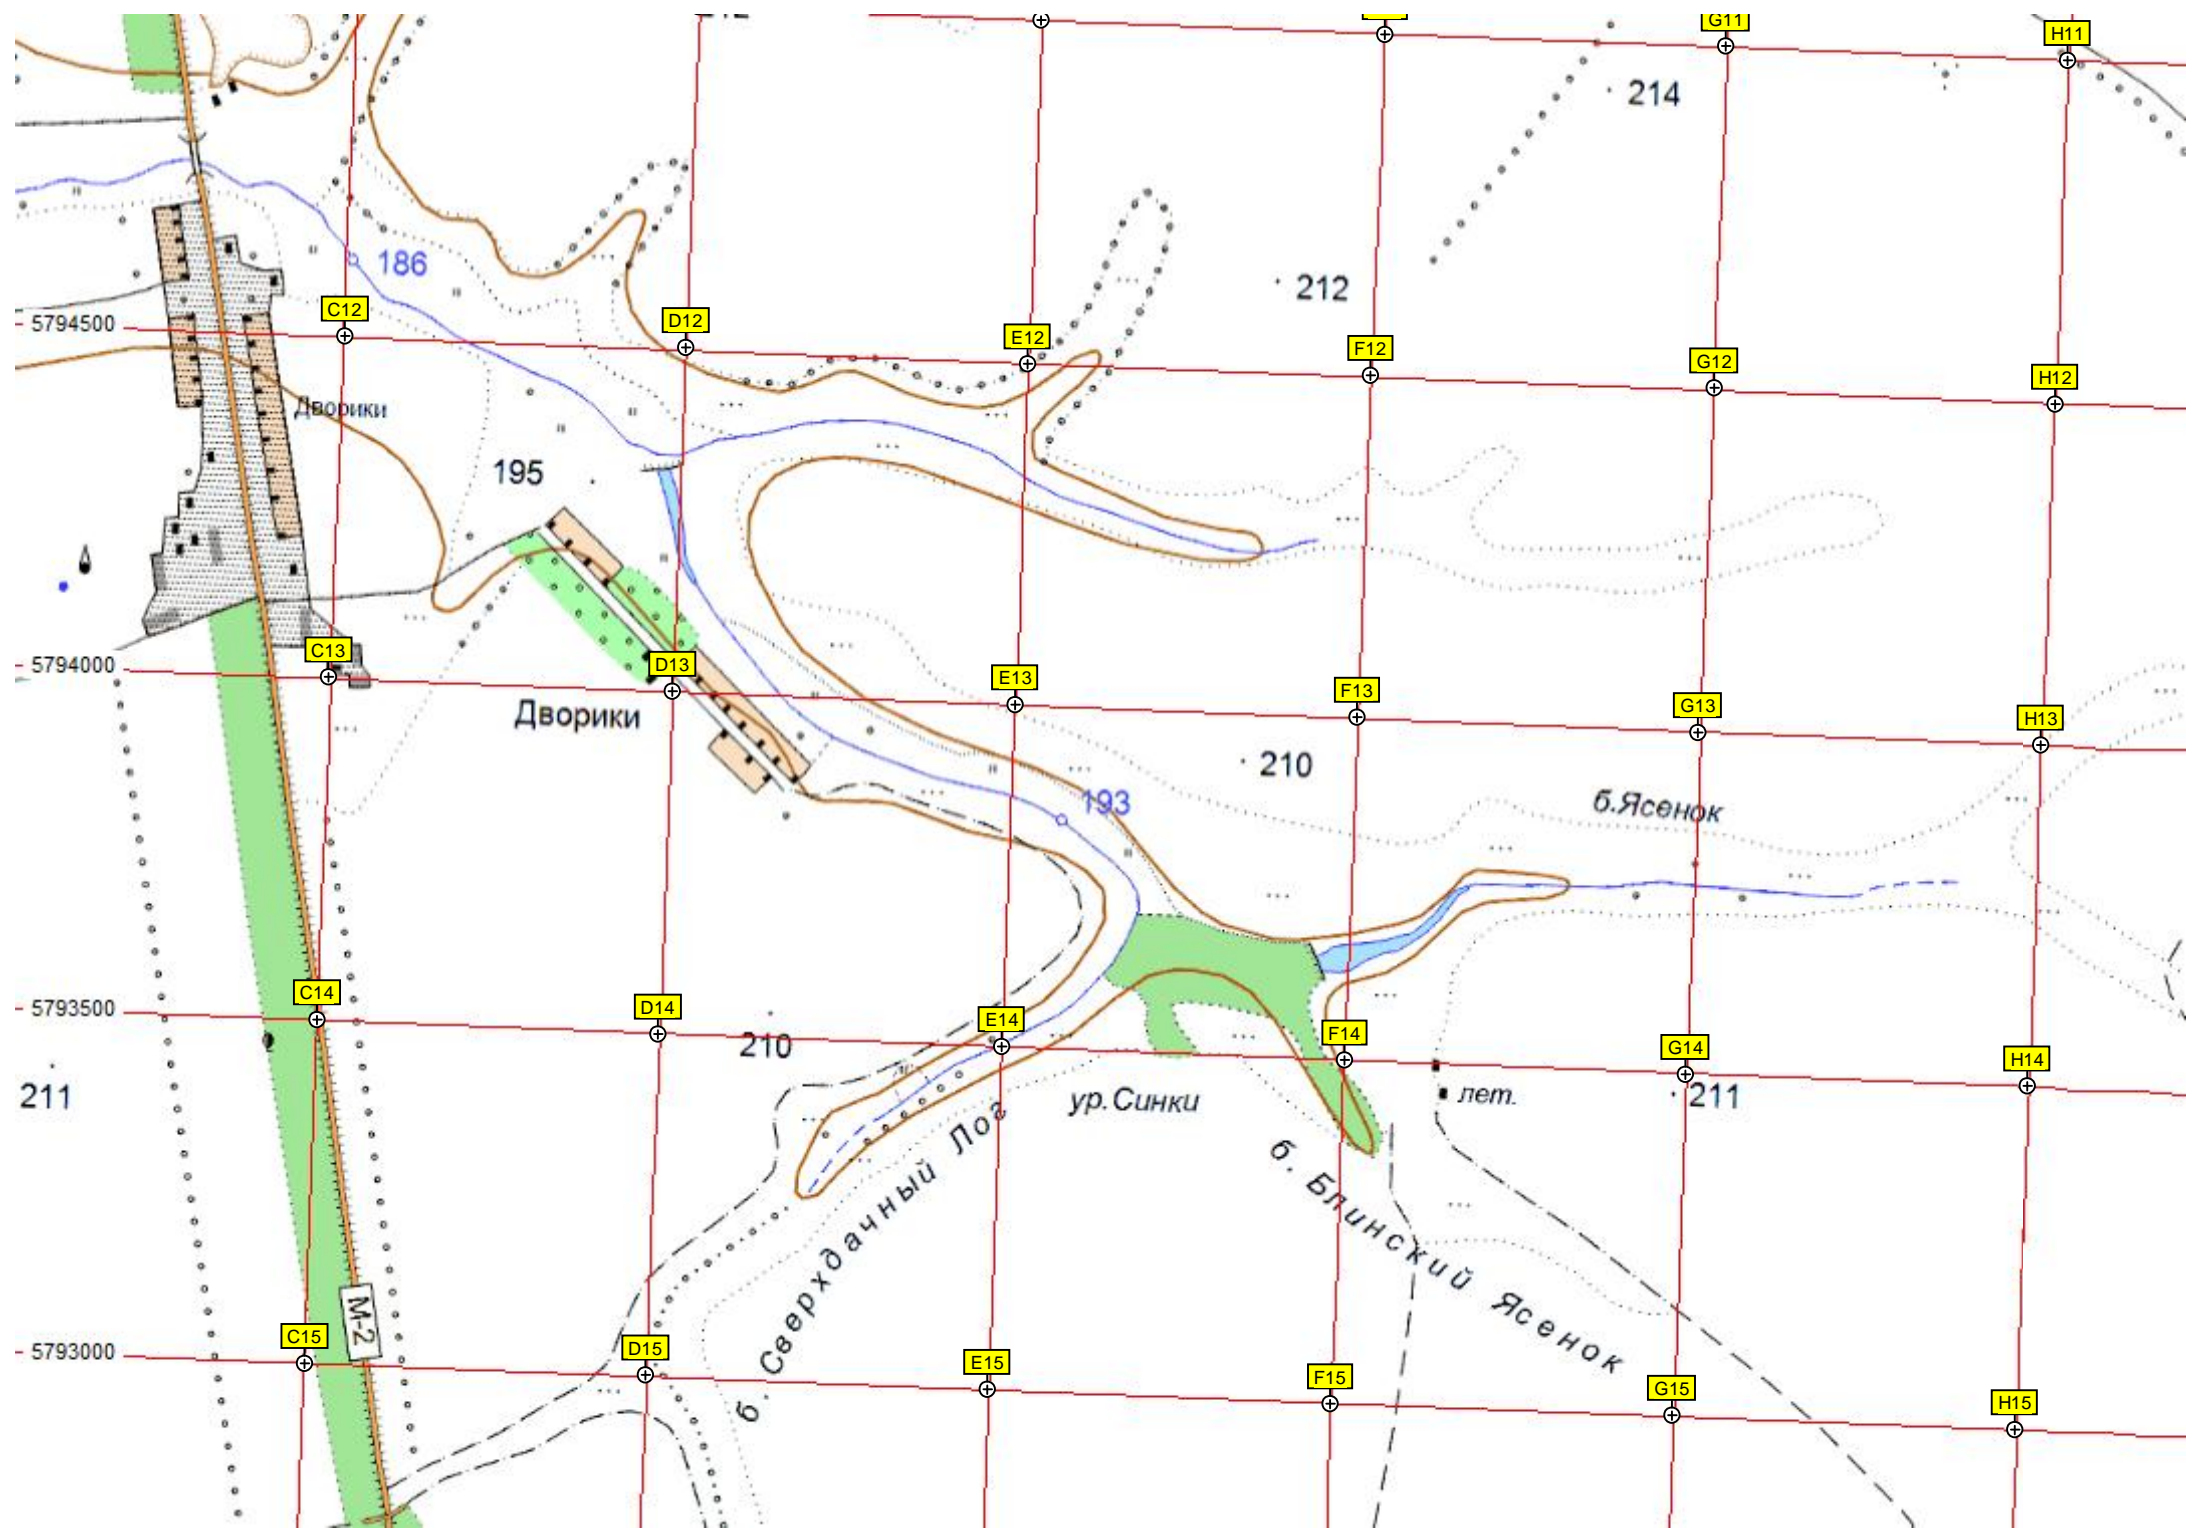 G11
H11
214
186
212
C12
5794500
D12
E12
F12
G12
H12
Дворики
195
C13
5794000
D13
E13
F13
G13
H13
Дворики
210
193
б.Ясенок
C14
5793500
D14
E14
F14
G14
H14
210
211
ур.Синки
лет.
211
б. Сверхдачный Лог
б. Блинский Ясенок
М-2
C15
5793000
D15
E15
F15
G15
H15